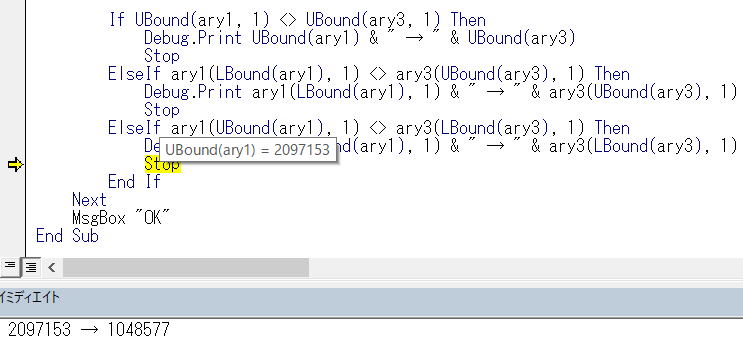 If UBound(ary1, 1) <> UBound(ary3, 1) Then
Debug.Print UBound(ary1) & " → " & UBound(ary3)
Stop
ElseIf ary1(LBound(ary1), 1) <> ary3(UBound(ary3), 1) Then
Debug.Print ary1(LBound(ary1), 1) & " → " & ary3(UBound(ary3), 1)
Stop
ElseIf ary1(UBound(ary1), 1) <> ary3(LBound(ary3), 1) Then
De UBound(ary1) = 2097153 ound(ary1), 1) & " → " & ary3(LBound(ary3), 1)
Stop
End If
Next
MsgBox "OK"
End Sub
イミディエイト
2097153 → 1048577